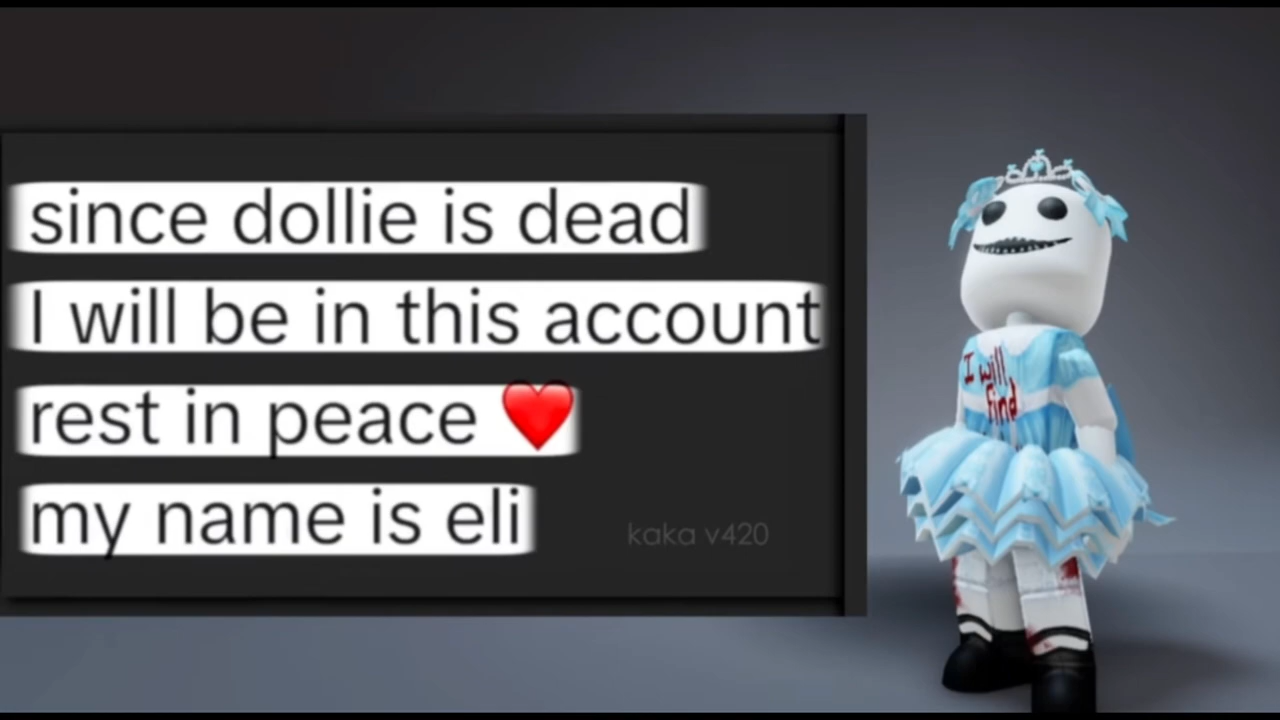 since dollie is dead
I will be in this account
rest in peace ❤️
my name is eli
kaka v420
I will
find